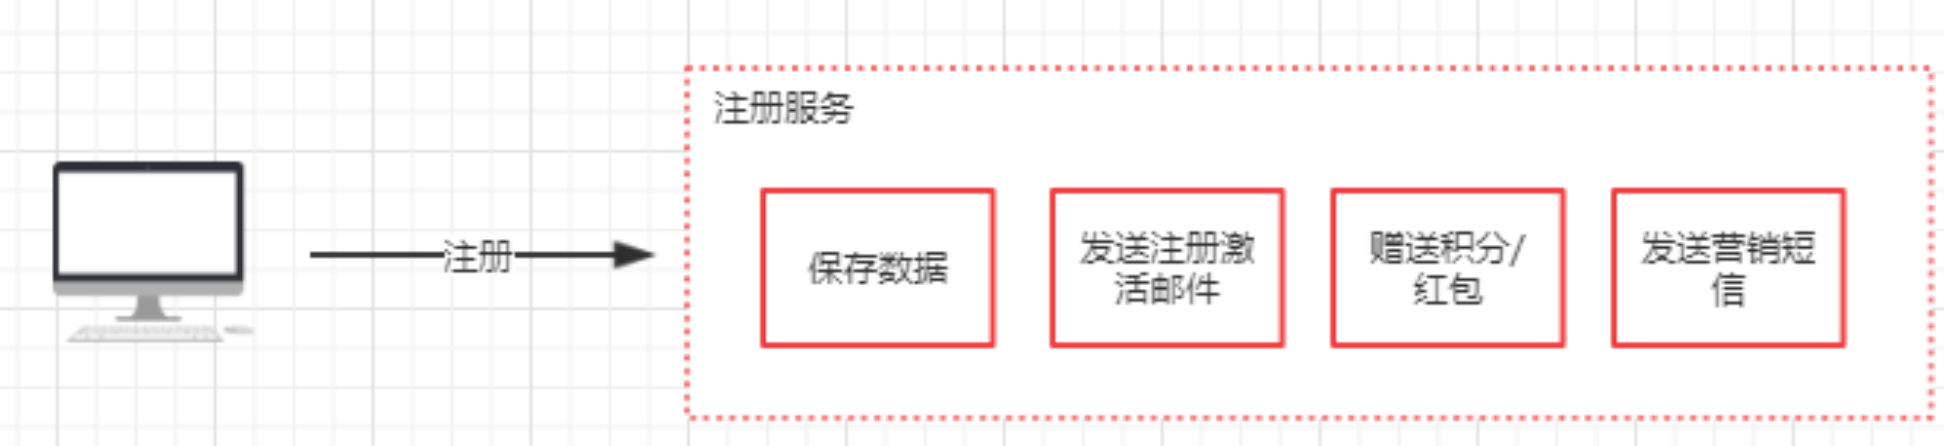 注册服务
注册
保存数据
发送注册激
活邮件
赠送积分/
红包
发送营销短
信